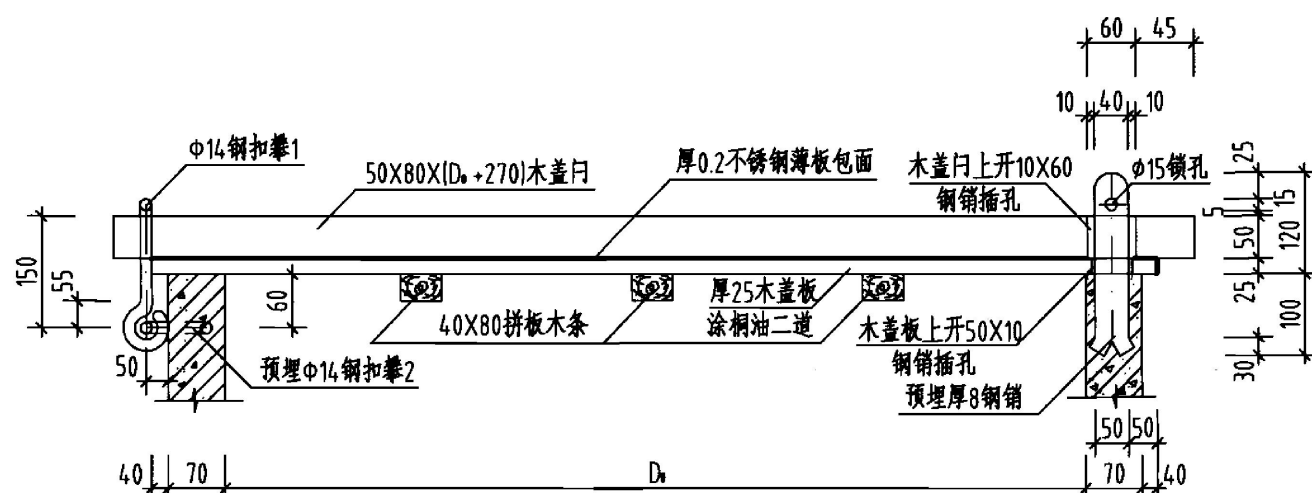 60 45
10 40 10
Φ14钢扣攀1
50X80X(D₀+270)木盖闩
厚0.2不锈钢薄板包面
木盖闩上开10X60
钢销插孔
Φ15锁孔
25
15
5
50
120
25
100
30
150
55
60
50
40X80拼板木条
厚25木盖板
涂桐油二道
木盖板上开50X10
钢销插孔
预埋厚8钢销
预埋Φ14钢扣攀2
50 50
40 70 D₀ 70 40